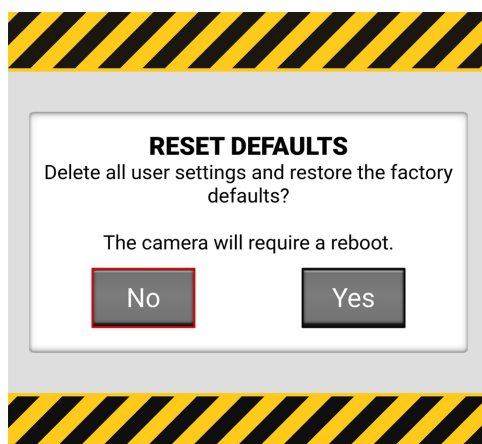 RESET DEFAULTS
Delete all user settings and restore the factory
defaults?
The camera will require a reboot.
No
Yes